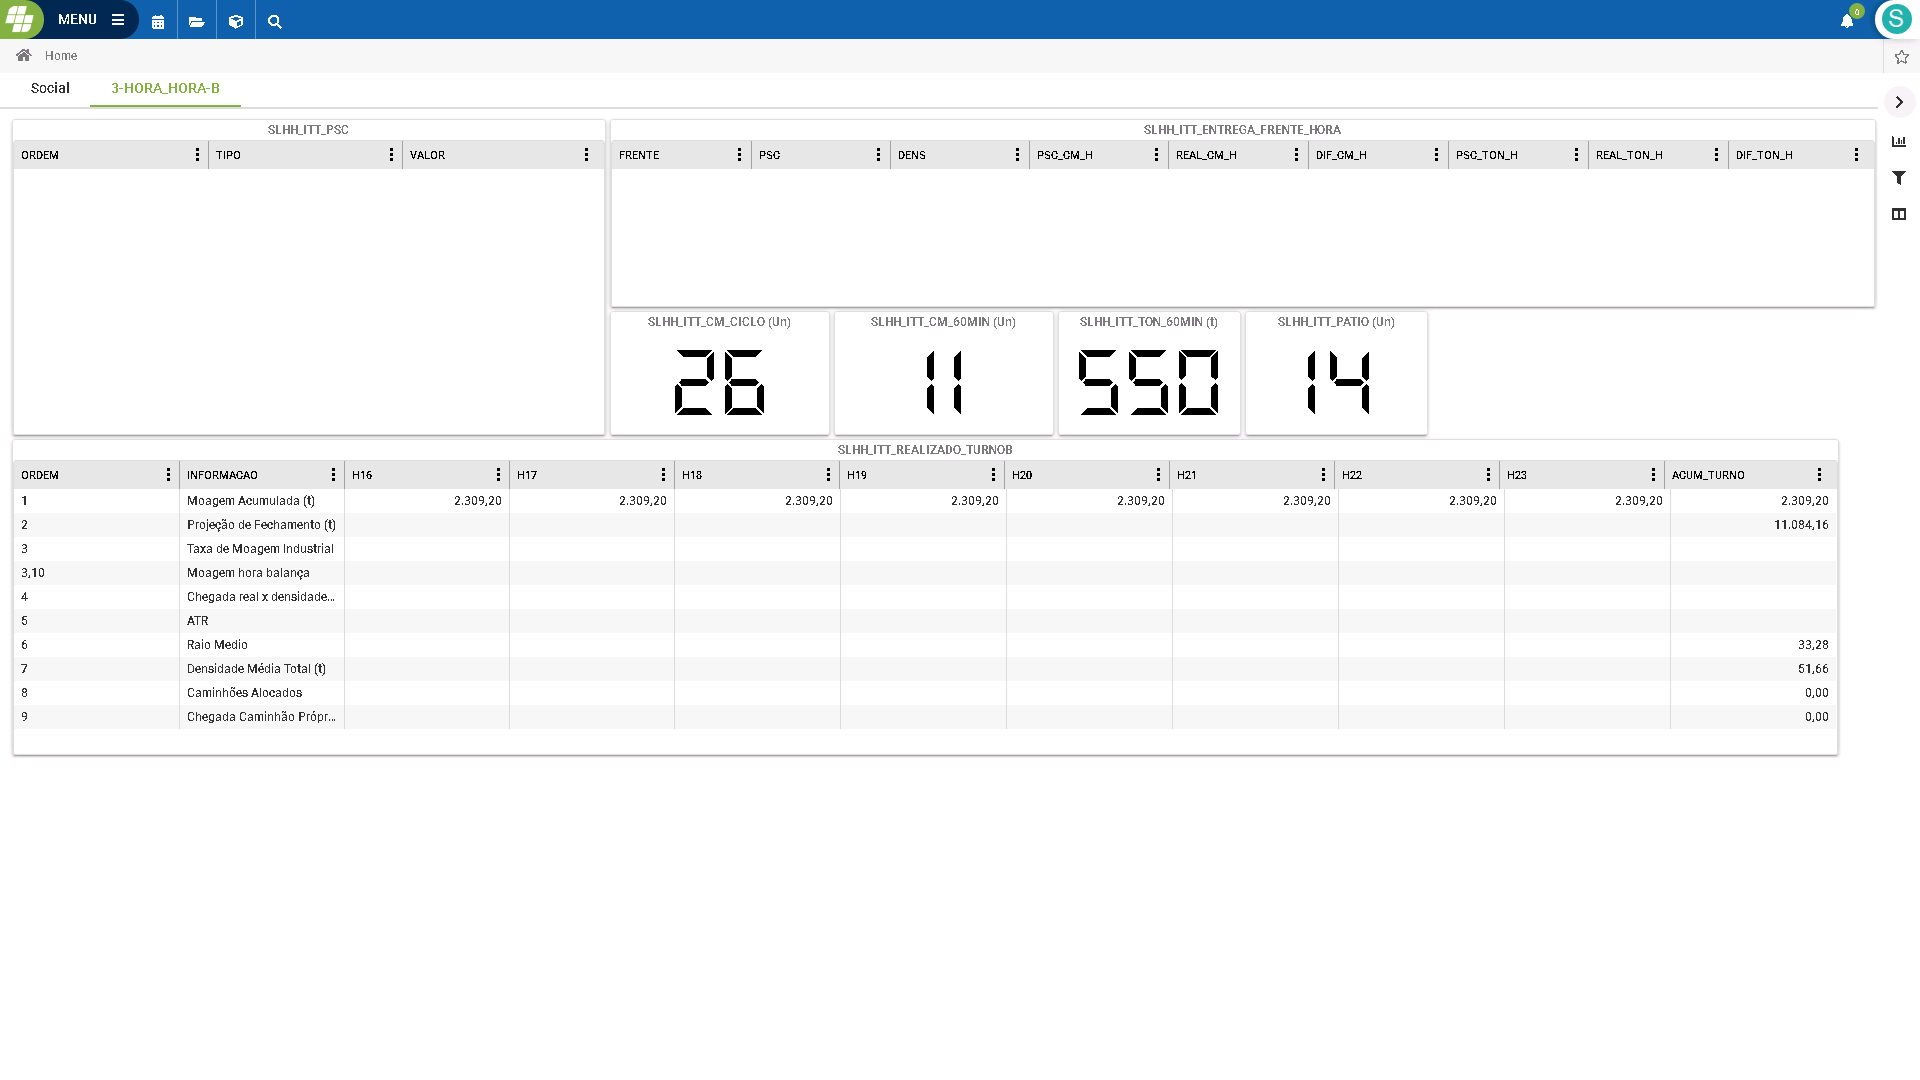 MENU
0
S
Home
Social 3-HORA_HORA-B
SLHH_ITT_PSC
ORDEM TIPO VALOR
SLHH_ITT_ENTREGA_FRENTE_HORA
FRENTE PSC DENS PSC_CM_H REAL_CM_H DIF_CM_H PSC_TON_H REAL_TON_H DIF_TON_H
SLHH_ITT_CM_CICLO (Un) SLHH_ITT_CM_60MIN (Un) SLHH_ITT_TON_60MIN (t) SLHH_ITT_PATIO (Un)
26 11 550 14
SLHH_ITT_REALIZADO_TURNOB
ORDEM INFORMACAO H16 H17 H18 H19 H20 H21 H22 H23 ACUM_TURNO
1 Moagem Acumulada (t) 2.309,20 2.309,20 2.309,20 2.309,20 2.309,20 2.309,20 2.309,20 2.309,20 2.309,20
2 Projeção de Fechamento (t) 11.084,16
3 Taxa de Moagem Industrial
3,10 Moagem hora balança
4 Chegada real x densidade...
5 ATR
6 Raio Medio 33,28
7 Densidade Média Total (t) 51,66
8 Caminhões Alocados 0,00
9 Chegada Caminhão Própr... 0,00